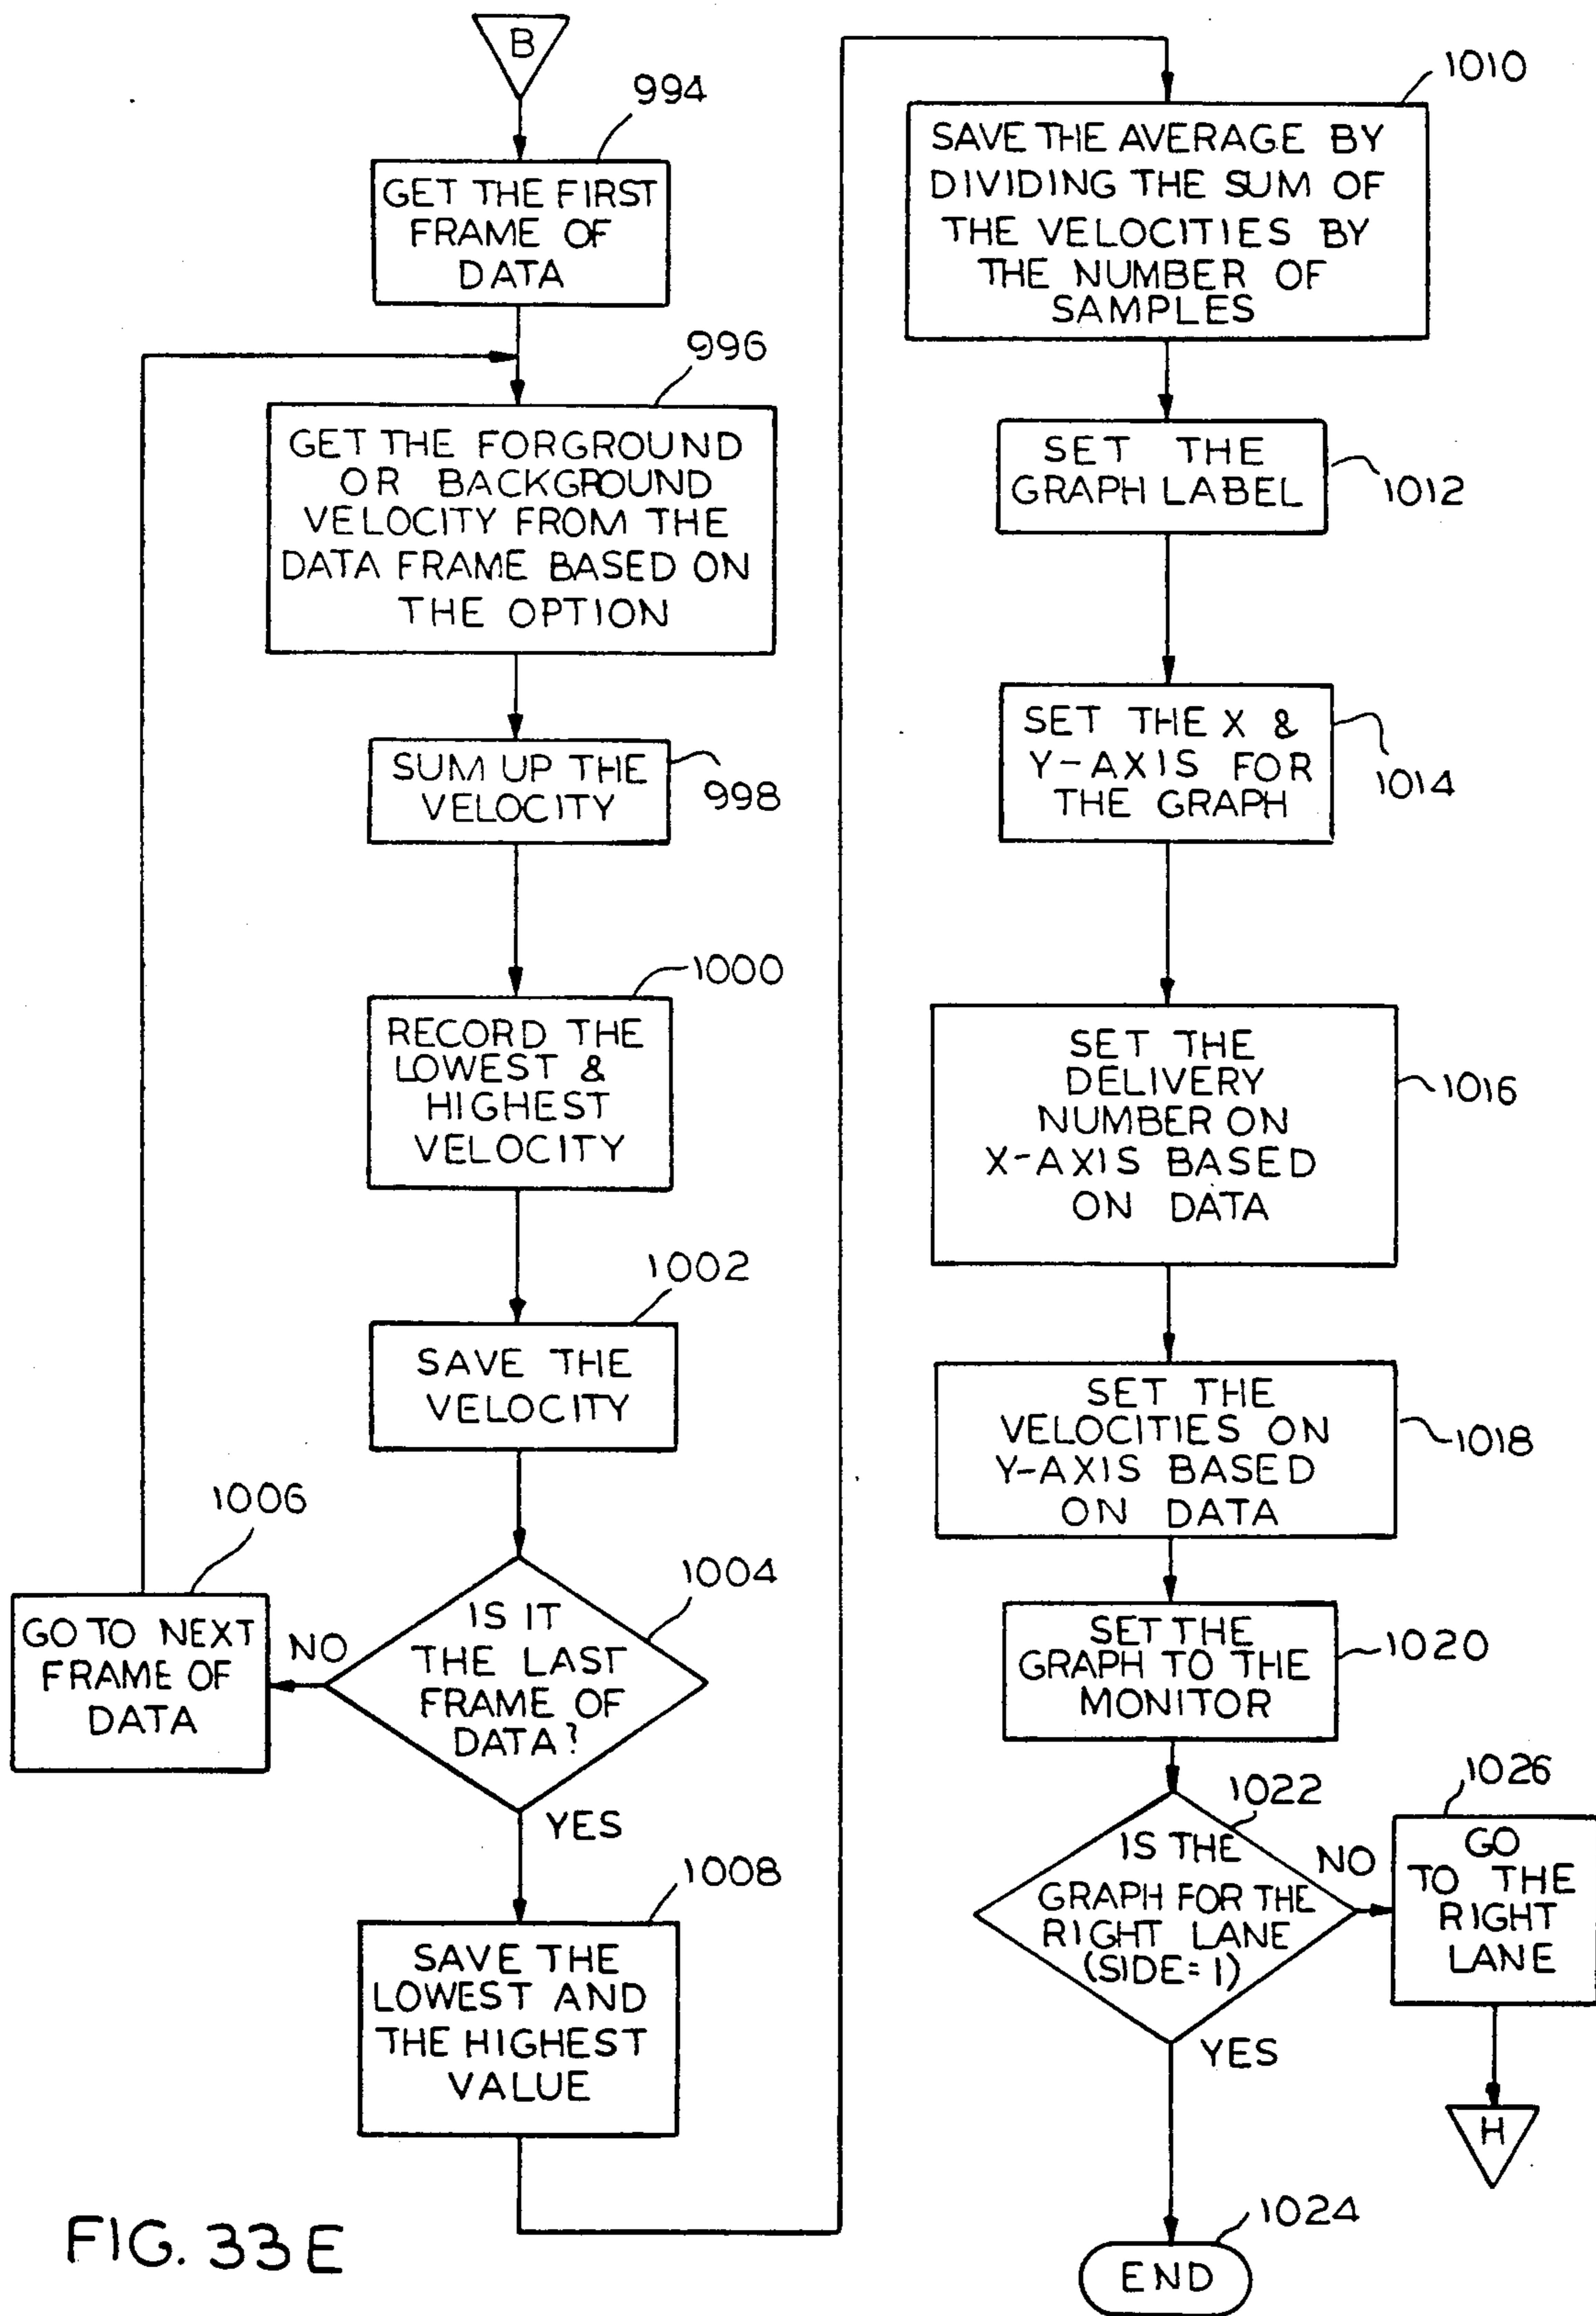 B
994
GET THE FIRST
FRAME OF
DATA
996
GET THE FORGROUND
OR BACKGROUND
VELOCITY FROM THE
DATA FRAME BASED ON
THE OPTION
SUM UP THE
VELOCITY
998
1000
RECORD THE
LOWEST &
HIGHEST
VELOCITY
1002
SAVE THE
VELOCITY
1004
IS IT
THE LAST
FRAME OF
DATA?
NO
1006
GO TO NEXT
FRAME OF
DATA
YES
1008
SAVE THE
LOWEST AND
THE HIGHEST
VALUE
1010
SAVE THE AVERAGE BY
DIVIDING THE SUM OF
THE VELOCITIES BY
THE NUMBER OF
SAMPLES
SET THE
GRAPH LABEL
1012
SET THE X &
Y-AXIS FOR
THE GRAPH
1014
SET THE
DELIVERY
NUMBER ON
X-AXIS BASED
ON DATA
1016
SET THE
VELOCITIES ON
Y-AXIS BASED
ON DATA
1018
SET THE
GRAPH TO THE
MONITOR
1020
1022
IS THE
GRAPH FOR THE
RIGHT LANE
(SIDE=1)
NO
1026
GO
TO THE
RIGHT
LANE
H
YES
1024
END
FIG. 33E